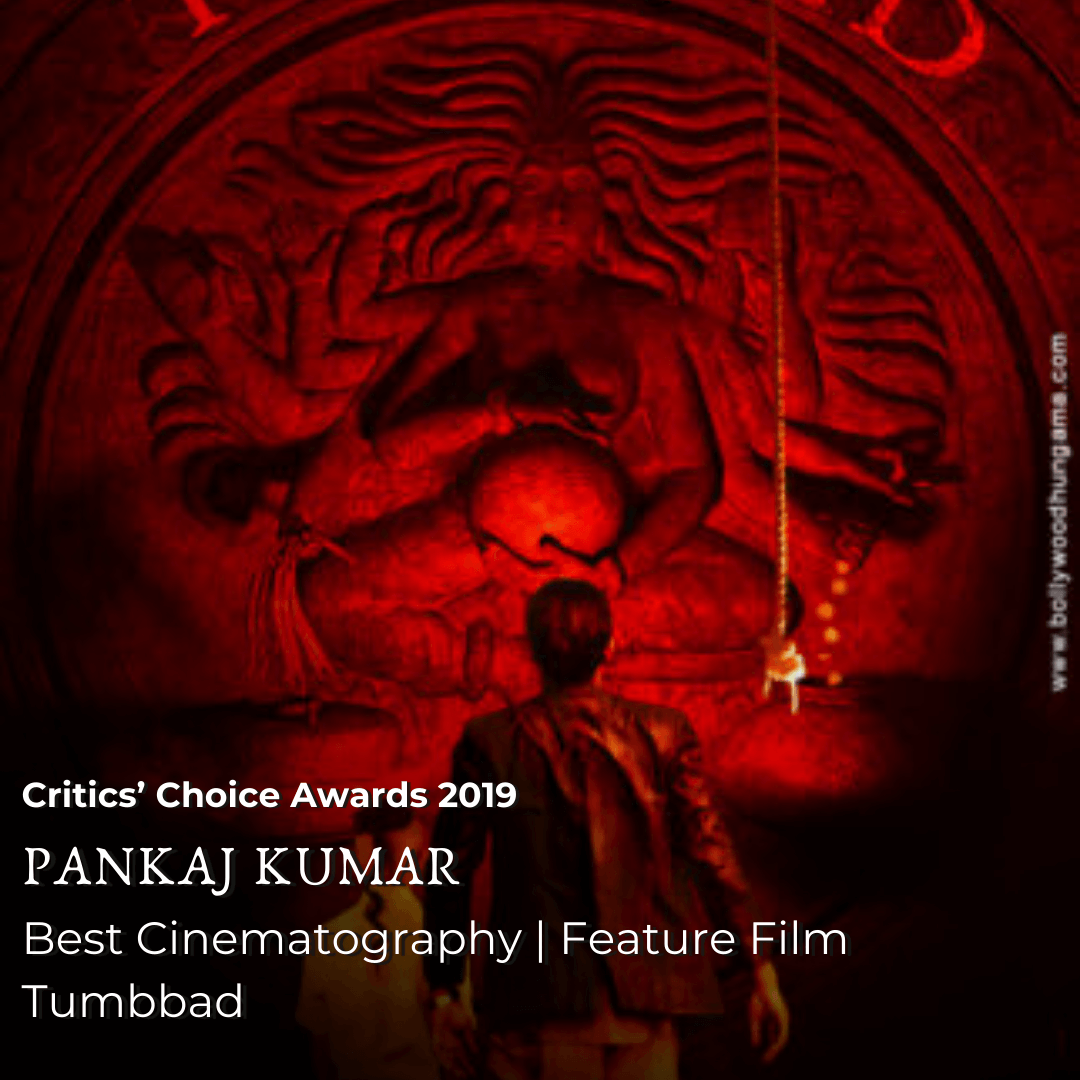 Critics’ Choice Awards 2019
PANKAJ KUMAR
Best Cinematography | Feature Film
Tumbbad
www.bollywoodhungama.com